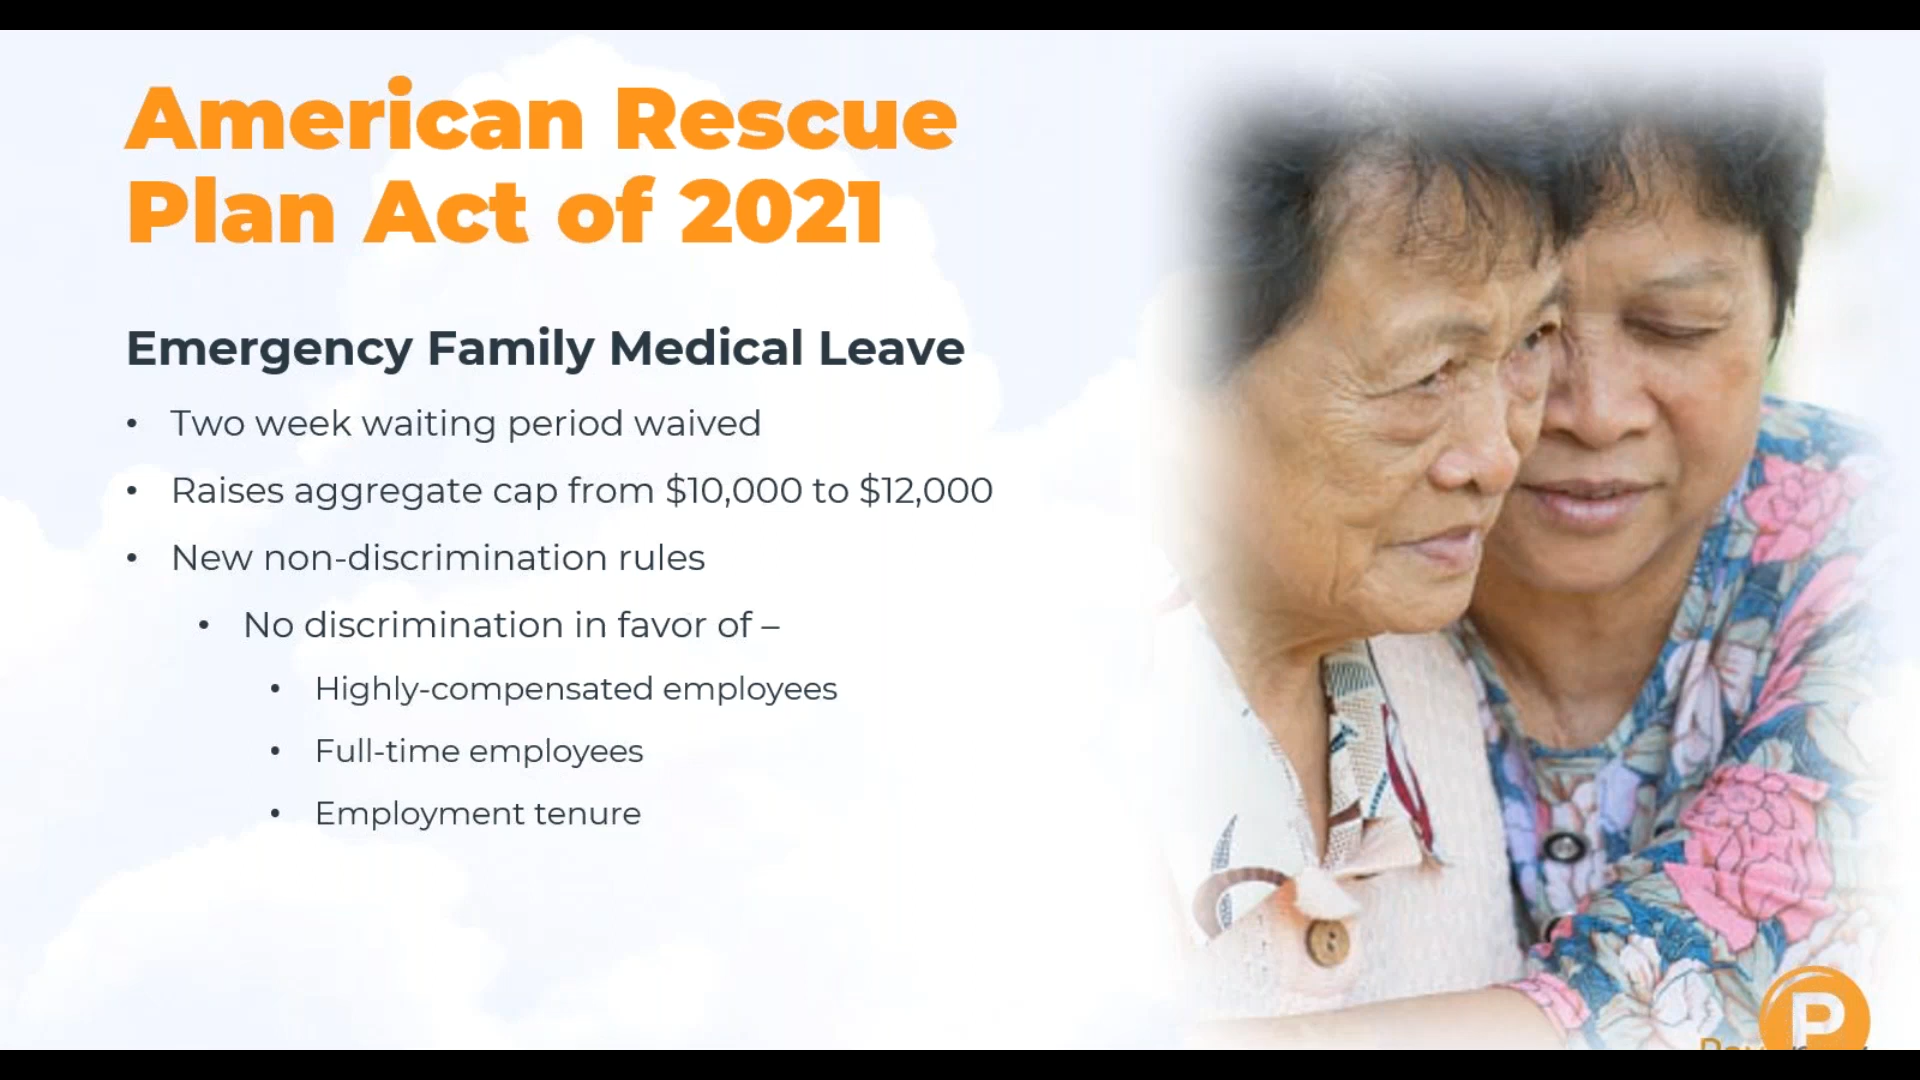 American Rescue
Plan Act of 2021
Emergency Family Medical Leave
• Two week waiting period waived
• Raises aggregate cap from $10,000 to $12,000
• New non-discrimination rules
• No discrimination in favor of –
• Highly-compensated employees
• Full-time employees
• Employment tenure
P